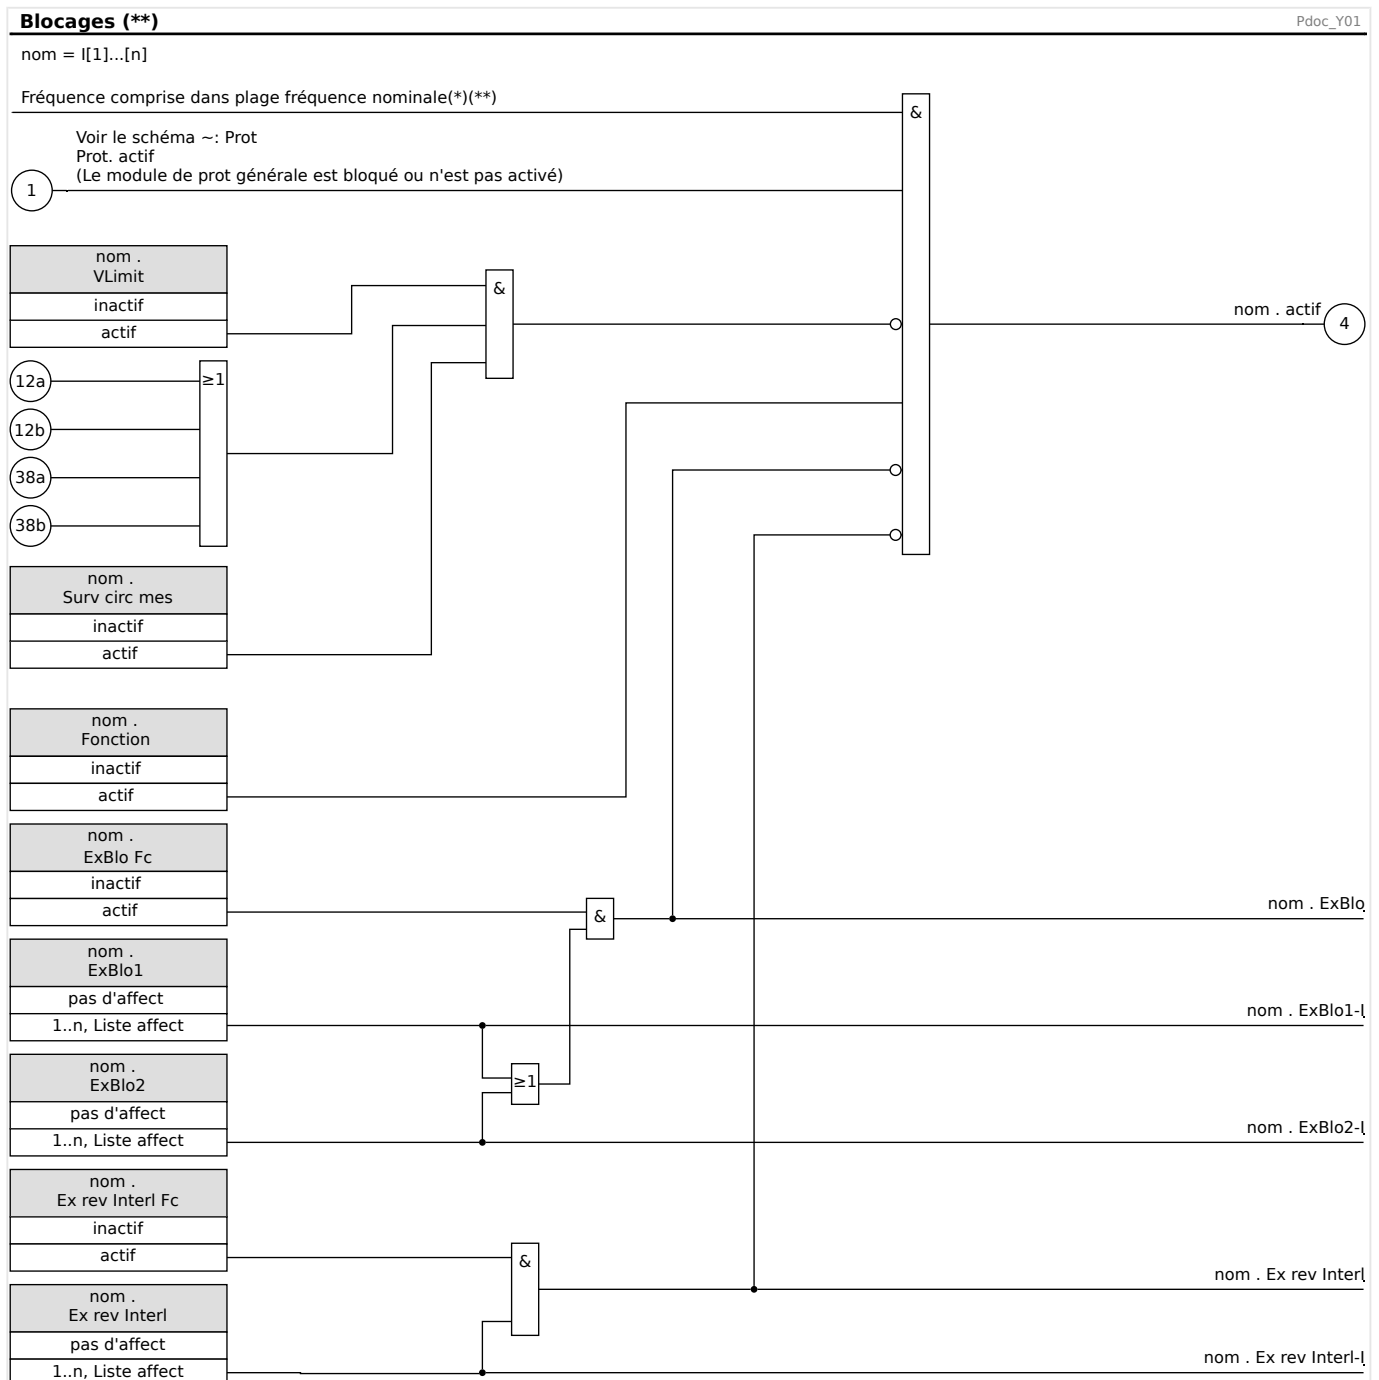 Blocages (**)
Pdoc_Y01
nom = I[1]...[n]
Fréquence comprise dans plage fréquence nominale(*)(**)
&
Voir le schéma ~: Prot
Prot. actif
(Le module de prot générale est bloqué ou n'est pas activé)
1
nom .
VLimit
inactif
actif
&
nom . actif
4
12a
≥1
12b
38a
38b
nom .
Surv circ mes
inactif
actif
nom .
Fonction
inactif
actif
nom .
ExBlo Fc
inactif
actif
&
nom . ExBlo
nom .
ExBlo1
pas d'affect
1..n, Liste affect
nom . ExBlo1-I
nom .
ExBlo2
≥1
pas d'affect
1..n, Liste affect
nom . ExBlo2-I
nom .
Ex rev Interl Fc
inactif
actif
&
nom . Ex rev Interl
nom .
Ex rev Interl
pas d'affect
1..n, Liste affect
nom . Ex rev Interl-I